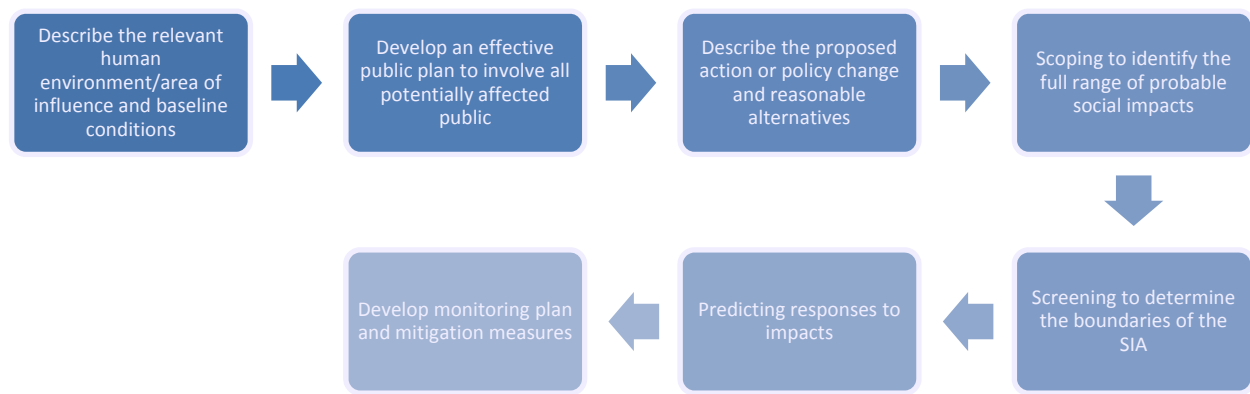 Describe the relevant
human
environment/area of
influence and baseline
conditions
Develop an effective
public plan to involve all
potentially affected
public
Describe the proposed
action or policy change
and reasonable
alternatives
Scoping to identify the
full range of probable
social impacts
Screening to determine
the boundaries of the
SIA
Predicting responses to
impacts
Develop monitoring plan
and mitigation measures